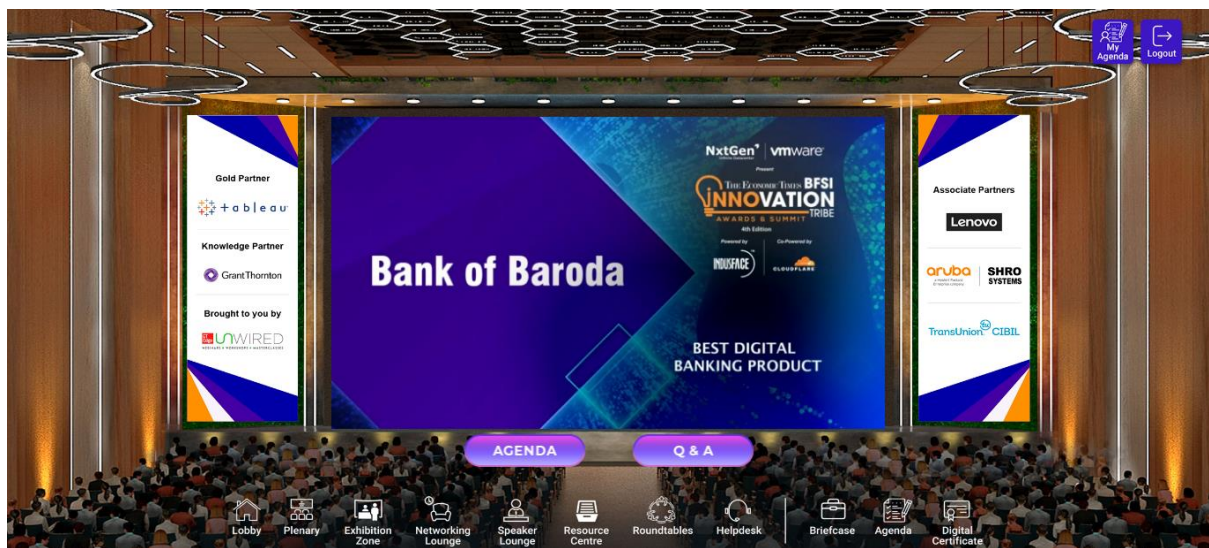 My
Agenda
Logout
Gold Partner
+ableau
Knowledge Partner
Grant Thornton
Brought to you by
UNWIRED
NxtGen vmware
Present
THE ECONOMIC TIMES BFSI
INNOVATION
TRIBE
AWARDS & SUMMIT
4th Edition
Powered by Co-Powered by
INDUSFACE CLOUDFLARE
Bank of Baroda
BEST DIGITAL
BANKING PRODUCT
Associate Partners
Lenovo
aruba SHRO
SYSTEMS
TransUnion CIBIL
AGENDA
Q & A
Lobby
Plenary
Exhibition
Zone
Networking
Lounge
Speaker
Lounge
Resource
Centre
Roundtables
Helpdesk
Briefcase
Agenda
Digital
Certificate